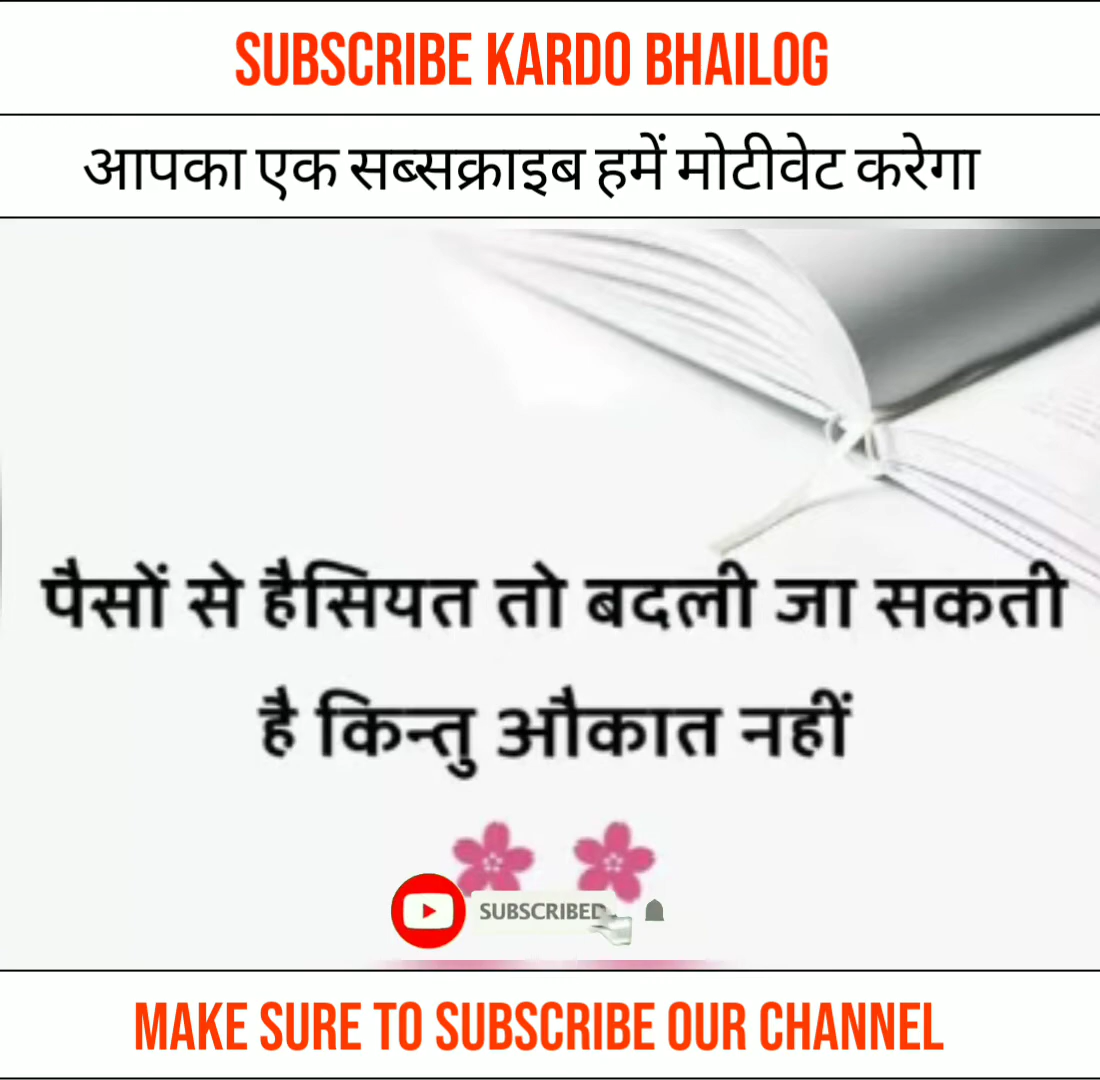 SUBSCRIBE KARDO BHAILOG
आपका एक सब्सक्राइब हमें मोटीवेट करेगा
पैसों से हैसियत तो बदली जा सकती
है किन्तु औकात नहीं
SUBSCRIBED
MAKE SURE TO SUBSCRIBE OUR CHANNEL